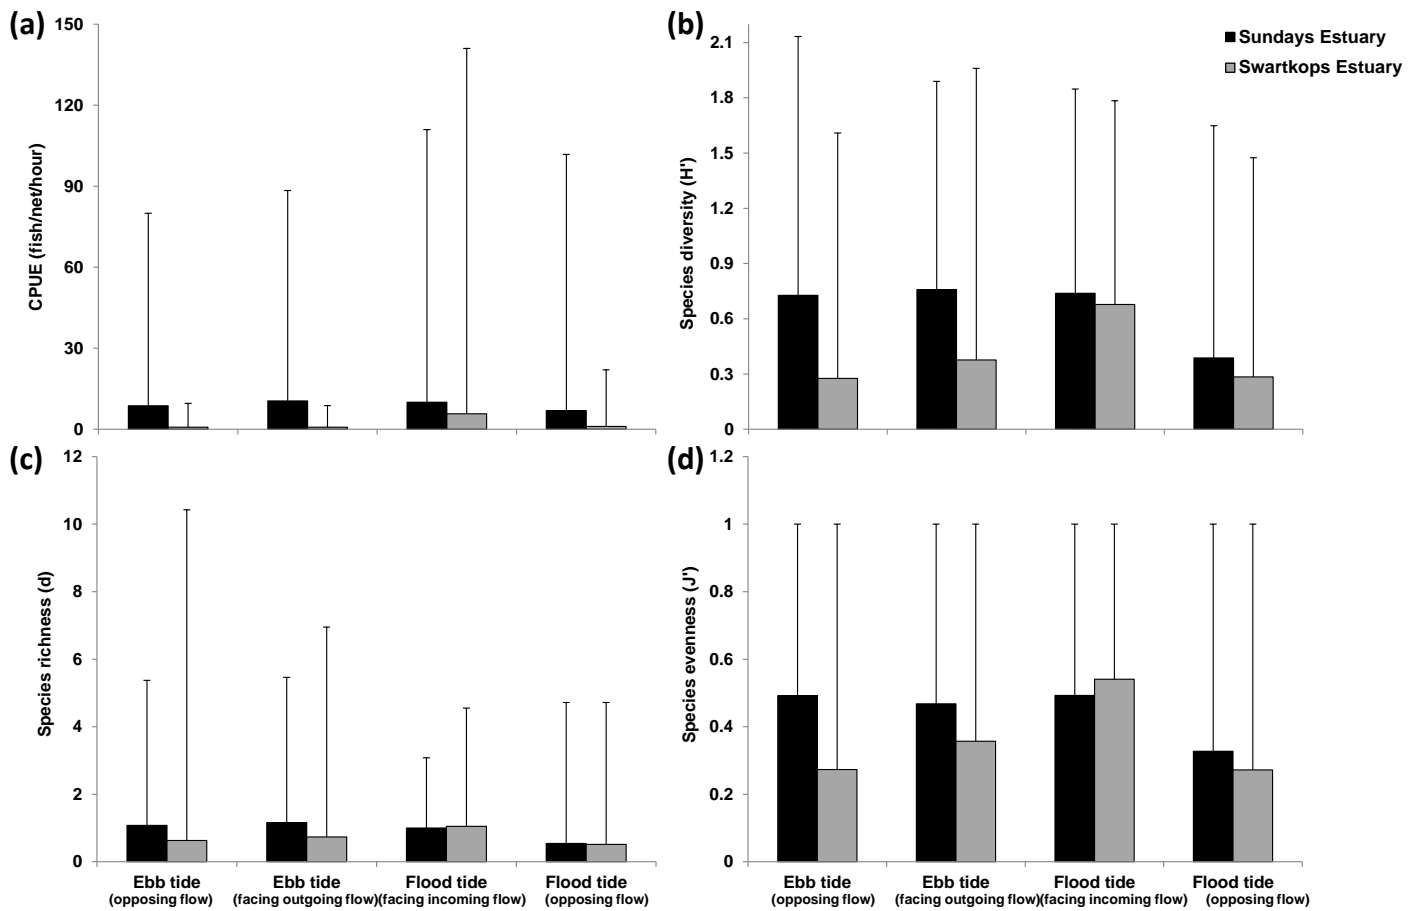 (a)
150
120
90
60
30
0
CPUE (fish/net/hour)
(b)
2.1
1.8
1.5
1.2
0.9
0.6
0.3
0
Species diversity (H')
Sundays Estuary
Swartkops Estuary
(c)
12
10
8
6
4
2
0
Species richness (d)
Ebb tide
(opposing flow)
Ebb tide
(facing outgoing flow)
Flood tide
(facing incoming flow)
Flood tide
(opposing flow)
(d)
1.2
1
0.8
0.6
0.4
0.2
0
Species evenness (J')
Ebb tide
(opposing flow)
Ebb tide
(facing outgoing flow)
Flood tide
(facing incoming flow)
Flood tide
(opposing flow)